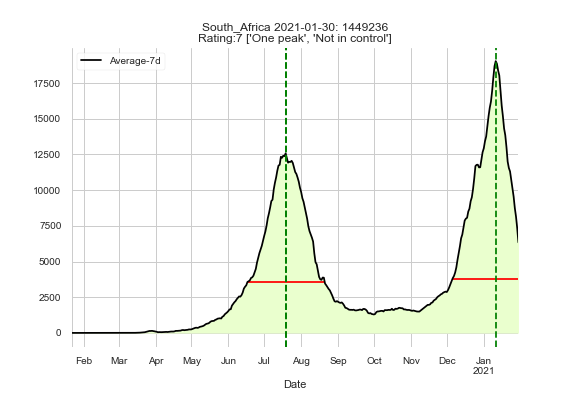 South_Africa 2021-01-30: 1449236
Rating:7 ['One peak', 'Not in control']
Average-7d
17500
15000
12500
10000
7500
5000
2500
0
Feb Mar Apr May Jun Jul Aug Sep Oct Nov Dec Jan
2021
Date